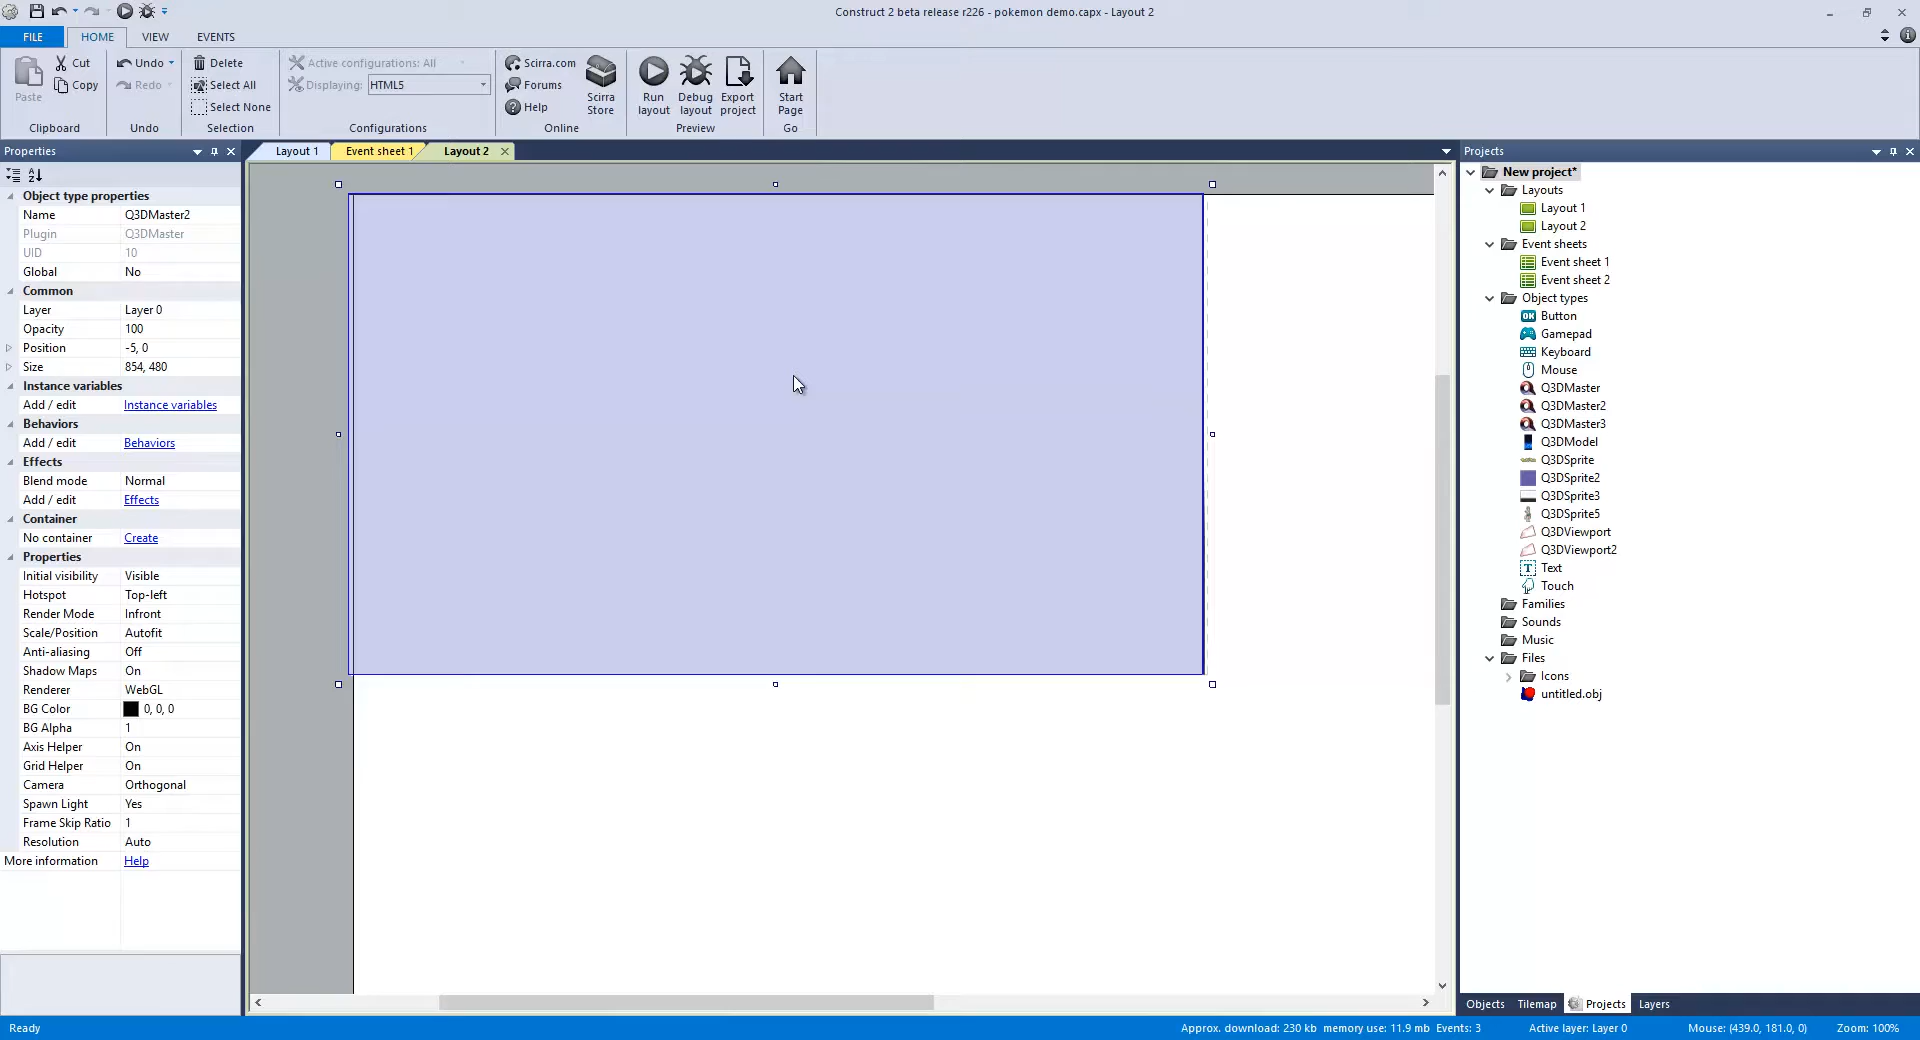 Construct 2 beta release r226 - pokemon demo.capx - Layout 2
FILE HOME VIEW EVENTS
Paste Cut Copy Clipboard
Undo Redo Undo
Delete Select All Select None Selection
Active configurations: All
Displaying: HTML5
Configurations
Scirra.com Forums Help Scirra Store Online
Run layout Debug layout Export project Preview
Start Page Go
Properties
Layout 1 Event sheet 1 Layout 2
Projects
Object type properties
Name Q3DMaster2
Plugin Q3DMaster
UID 10
Global No
Common
Layer Layer 0
Opacity 100
Position -5, 0
Size 854, 480
Instance variables
Add / edit Instance variables
Behaviors
Add / edit Behaviors
Effects
Blend mode Normal
Add / edit Effects
Container
No container Create
Properties
Initial visibility Visible
Hotspot Top-left
Render Mode Infront
Scale/Position Autofit
Anti-aliasing Off
Shadow Maps On
Renderer WebGL
BG Color 0, 0, 0
BG Alpha 1
Axis Helper On
Grid Helper On
Camera Orthogonal
Spawn Light Yes
Frame Skip Ratio 1
Resolution Auto
More information Help
New project*
Layouts
Layout 1
Layout 2
Event sheets
Event sheet 1
Event sheet 2
Object types
OK Button
Gamepad
Keyboard
Mouse
Q3DMaster
Q3DMaster2
Q3DMaster3
Q3DModel
Q3DSprite
Q3DSprite2
Q3DSprite3
Q3DSprite5
Q3DViewport
Q3DViewport2
T Text
Touch
Families
Sounds
Music
Files
Icons
untitled.obj
Objects Tilemap Projects Layers
Ready Approx. download: 230 kb memory use: 11.9 mb Events: 3 Active layer: Layer 0 Mouse: (439.0, 181.0, 0) Zoom: 100%